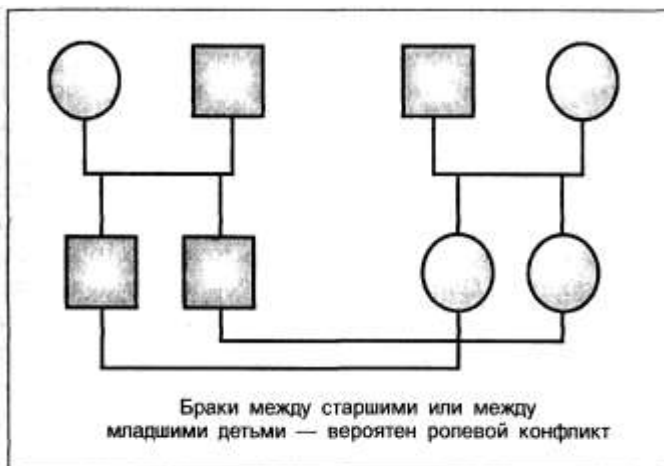 Браки между старшими или между
младшими детьми — вероятен ролевой конфликт